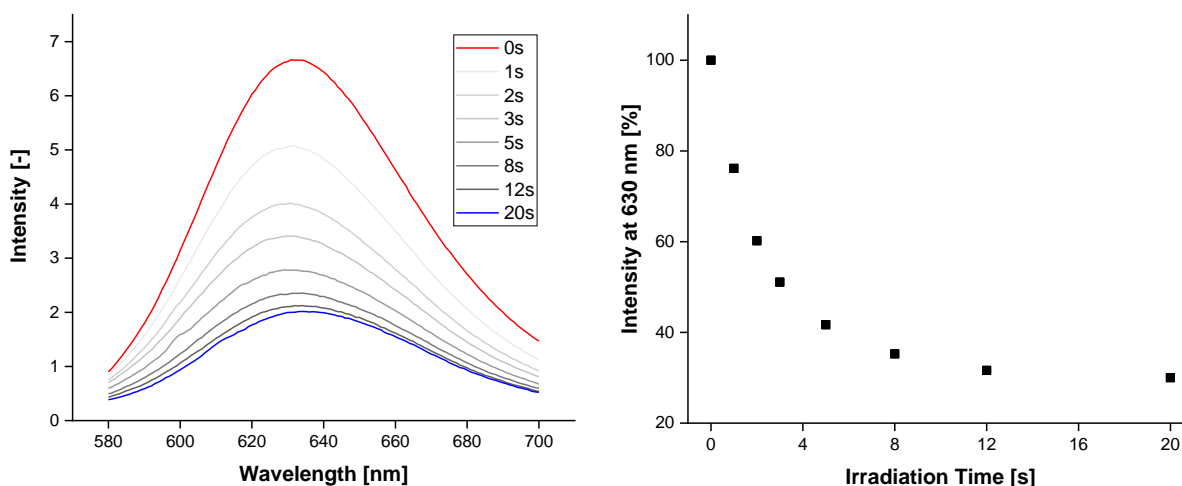 7
6
5
4
3
2
1
0
Intensity [-]
580 600 620 640 660 680 700
Wavelength [nm]
0s
1s
2s
3s
5s
8s
12s
20s
100
80
60
40
20
Intensity at 630 nm [%]
0 4 8 12 16 20
Irradiation Time [s]